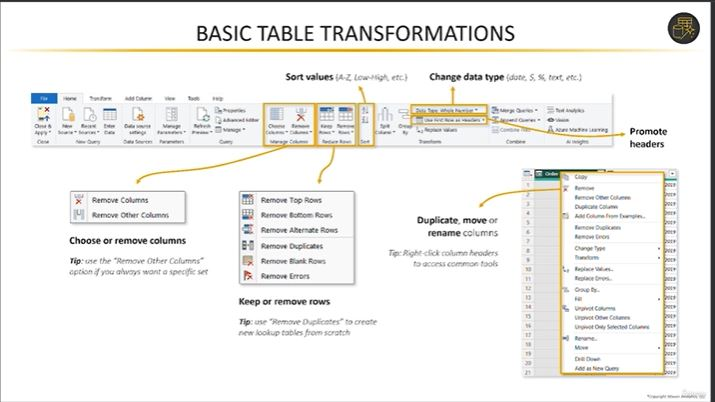 BASIC TABLE TRANSFORMATIONS
Sort values (A-Z, Low-High, etc.)
Change data type (date, $, %, text, etc.)
File Home Transform Add Column View Tools Help
Close & Apply
New Source
Recent Sources
Enter Data
Data source settings
Manage Parameters
Refresh Preview
Properties
Advanced Editor
Manage
Choose Columns
Remove Columns
Keep Rows
Remove Rows
Split Column
Group By
Data Type: Whole Number
Use First Row as Headers
Replace Values
Merge Queries
Append Queries
Combine Files
Text Analytics
Vision
Azure Machine Learning
Close
New Query
Data Sources
Parameters
Query
Manage Columns
Reduce Rows
Sort
Transform
Combine
AI Insights
Promote
headers
Remove Columns
Remove Other Columns
Choose or remove columns
Tip: use the "Remove Other Columns"
option if you always want a specific set
Remove Top Rows
Remove Bottom Rows
Remove Alternate Rows
Remove Duplicates
Remove Blank Rows
Remove Errors
Keep or remove rows
Tip: use "Remove Duplicates" to create
new lookup tables from scratch
Duplicate, move or
rename columns
Tip: Right-click column headers
to access common tools
Copy
Remove
Remove Other Columns
Duplicate Column
Add Column From Examples...
Remove Duplicates
Remove Errors
Change Type
Transform
Replace Values...
Replace Errors...
Group By...
Fill
Unpivot Columns
Unpivot Other Columns
Unpivot Only Selected Columns
Rename...
Move
Drill Down
Add as New Query